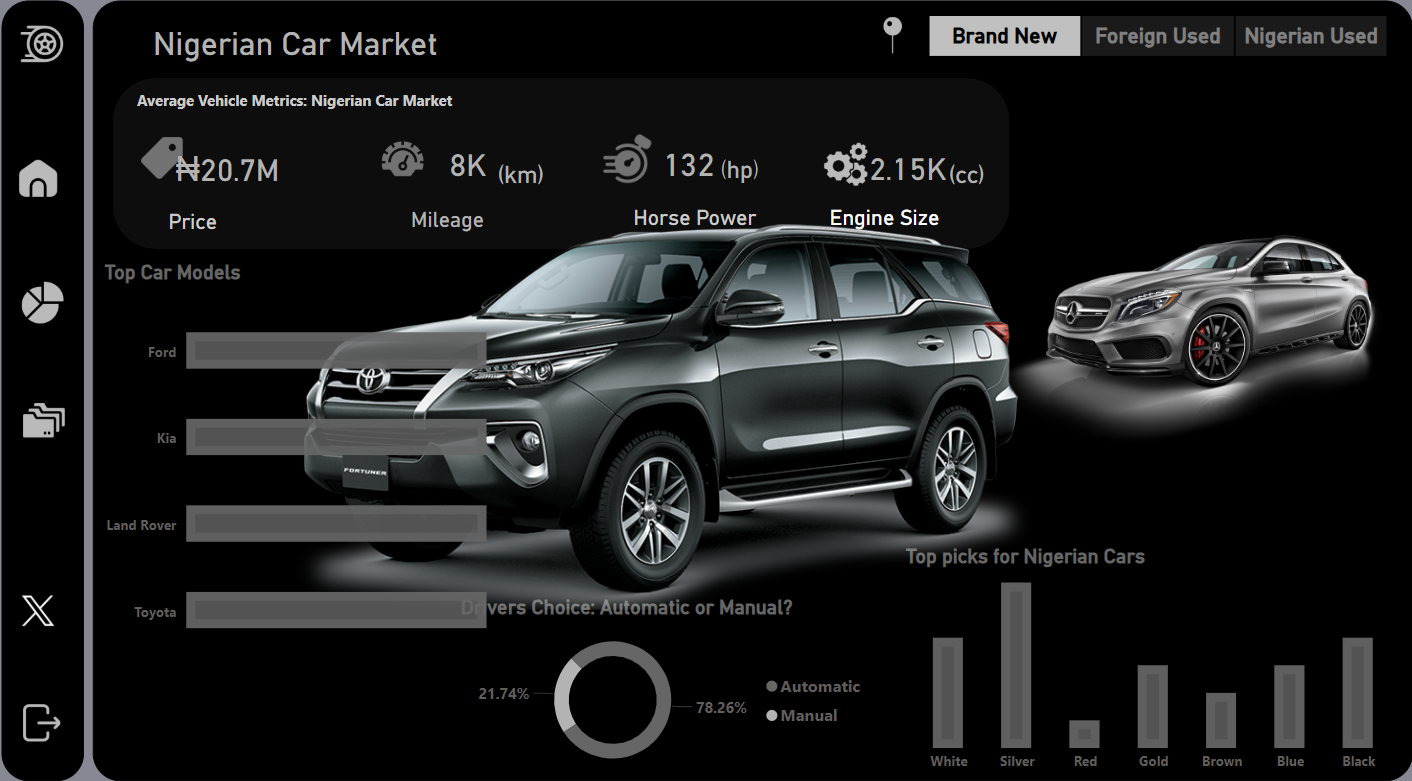 Nigerian Car Market
Brand New
Foreign Used
Nigerian Used
Average Vehicle Metrics: Nigerian Car Market
₦20.7M
8K (km)
132 (hp)
2.15K (cc)
Price
Mileage
Horse Power
Engine Size
Top Car Models
Ford
Kia
Land Rover
Toyota
FORTUNER
Drivers Choice: Automatic or Manual?
21.74%
78.26%
Automatic
Manual
Top picks for Nigerian Cars
White
Silver
Red
Gold
Brown
Blue
Black